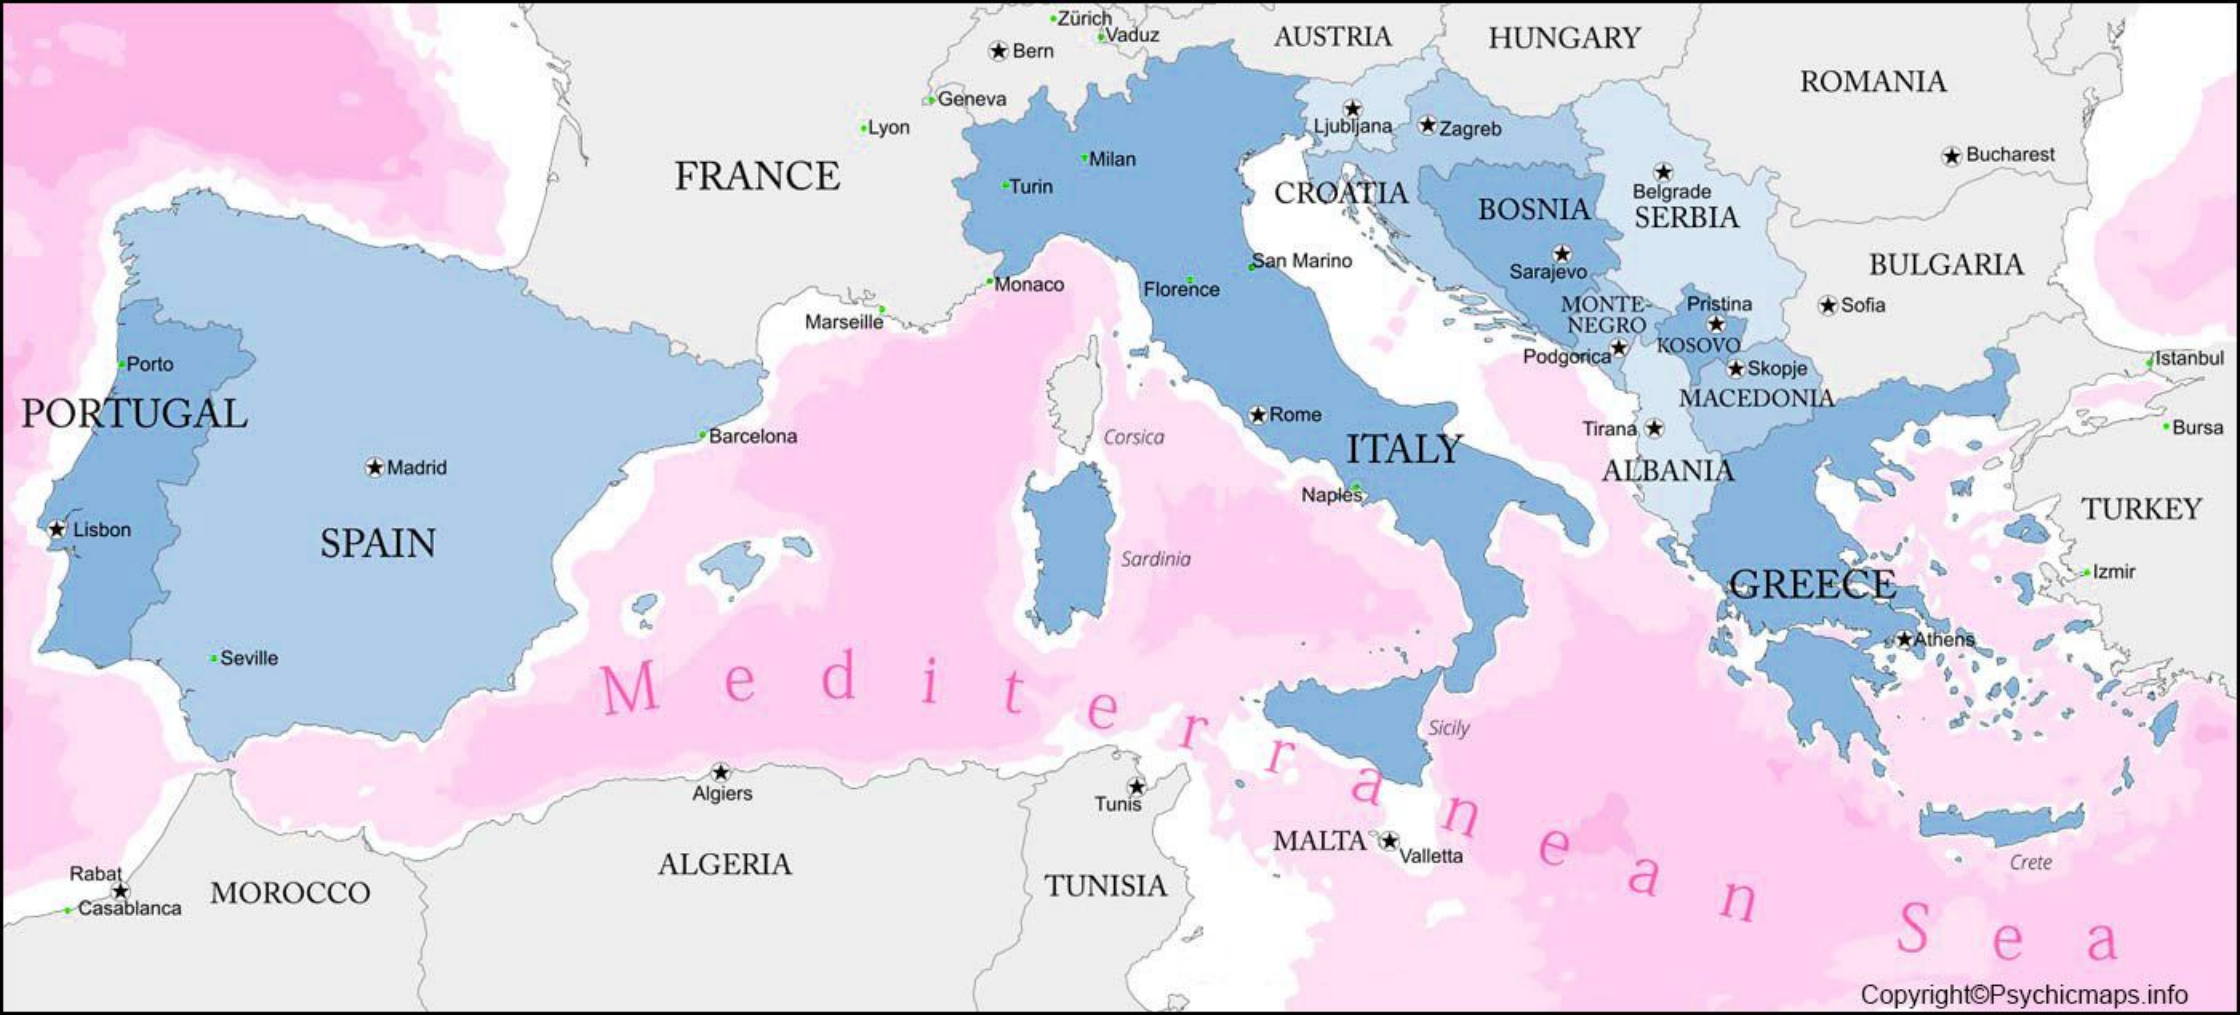 Zürich
Vaduz
Bern
AUSTRIA
HUNGARY
ROMANIA
Geneva
Lyon
Ljubljana
Zagreb
Bucharest
FRANCE
Milan
Turin
CROATIA
BOSNIA
Belgrade
SERBIA
San Marino
Sarajevo
BULGARIA
Monaco
Florence
MONTE-
NEGRO
Pristina
Sofia
Marseille
Podgorica
KOSOVO
Istanbul
Porto
Skopje
MACEDONIA
PORTUGAL
Barcelona
Corsica
Rome
ITALY
Tirana
Bursa
Madrid
ALBANIA
Naples
Lisbon
SPAIN
Sardinia
TURKEY
Izmir
GREECE
Athens
Seville
Mediterranean Sea
Sicily
Algiers
Tunis
MALTA
Valletta
Crete
ALGERIA
TUNISIA
Rabat
MOROCCO
Casablanca
Copyright©Psychicmaps.info